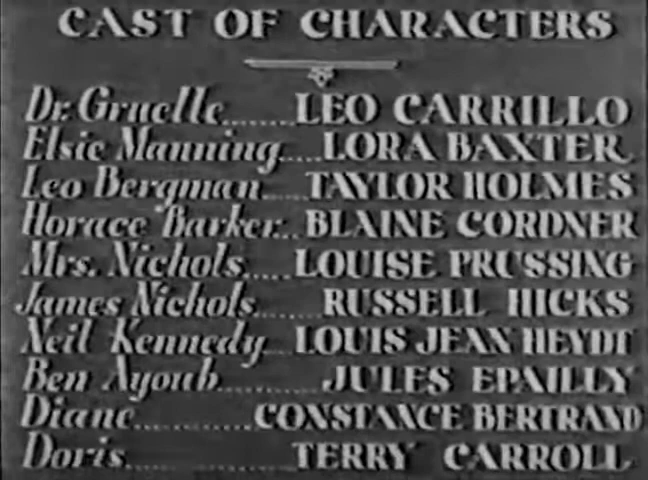 CAST OF CHARACTERS
Dr. Gruelle.......LEO CARRILLO
Elsie Manning....LORA BAXTER
Leo Bergman.....TAYLOR HOLMES
Horace Barker...BLAINE CORDNER
Mrs. Nichols.....LOUISE PRUSSING
James Nichols.......RUSSELL HICKS
Neil Kennedy...LOUIS JEAN HEYDT
Ben Ayoub..........JULES EPAILLY
Diane...........CONSTANCE BERTRAND
Doris................TERRY CARROLL